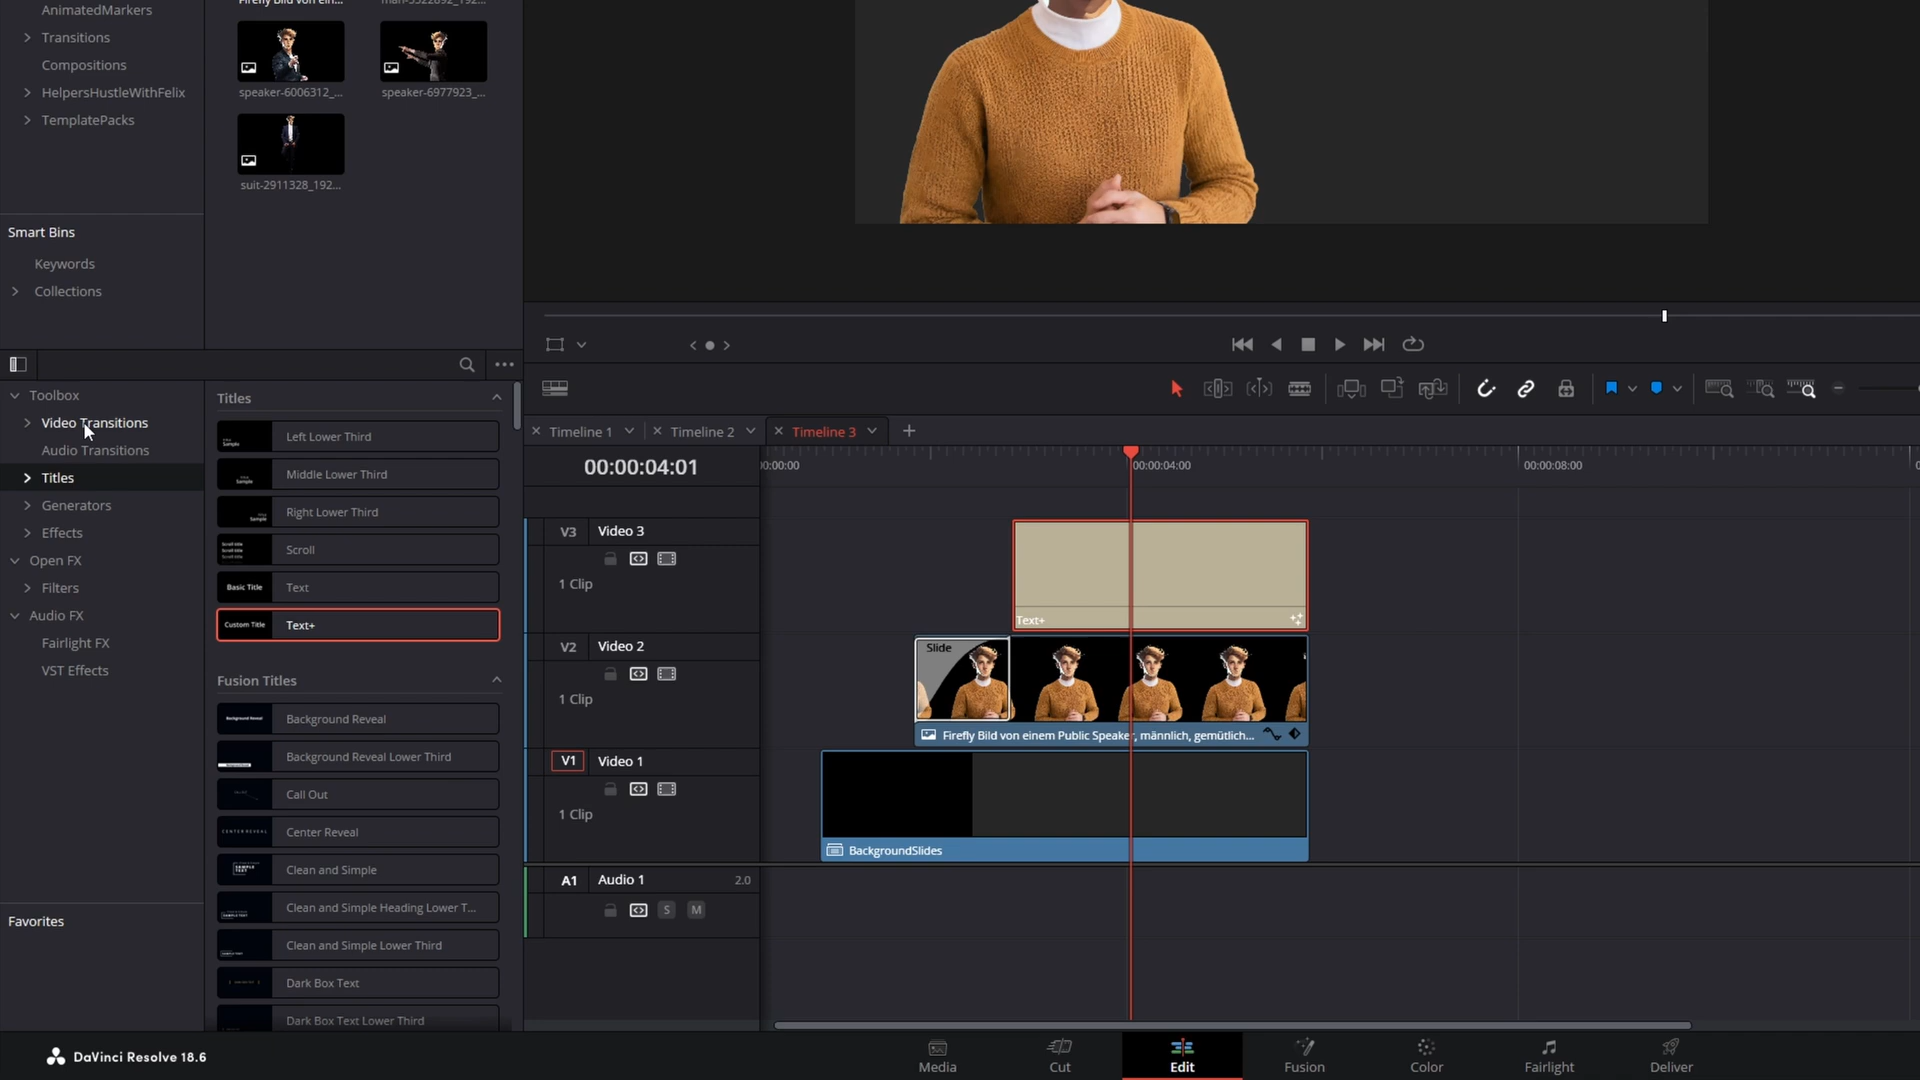 AnimatedMarkers
Transitions
Compositions
HelpersHustleWithFelix
TemplatePacks
speaker-6006312_...
speaker-6977923_...
suit-2911328_192...
Smart Bins
Keywords
Collections
Toolbox
Video Transitions
Audio Transitions
Titles
Generators
Effects
Open FX
Filters
Audio FX
Fairlight FX
VST Effects
Favorites
Titles
Left Lower Third
Middle Lower Third
Right Lower Third
Scroll
Basic Title
Text
Custom Title
Text+
Fusion Titles
Background Reveal
Background Reveal Lower Third
Call Out
Center Reveal
Clean and Simple
Clean and Simple Heading Lower T...
Clean and Simple Lower Third
Dark Box Text
Dark Box Text Lower Third
Timeline 1
Timeline 2
Timeline 3
00:00:04:01
00:00:04:00
00:00:08:00
V3
Video 3
1 Clip
Text+
V2
Video 2
1 Clip
Slide
Firefly Bild von einem Public Speaker, männlich, gemütlich...
V1
Video 1
1 Clip
BackgroundSlides
A1
Audio 1
2.0
S
M
DaVinci Resolve 18.6
Media
Cut
Edit
Fusion
Color
Fairlight
Deliver